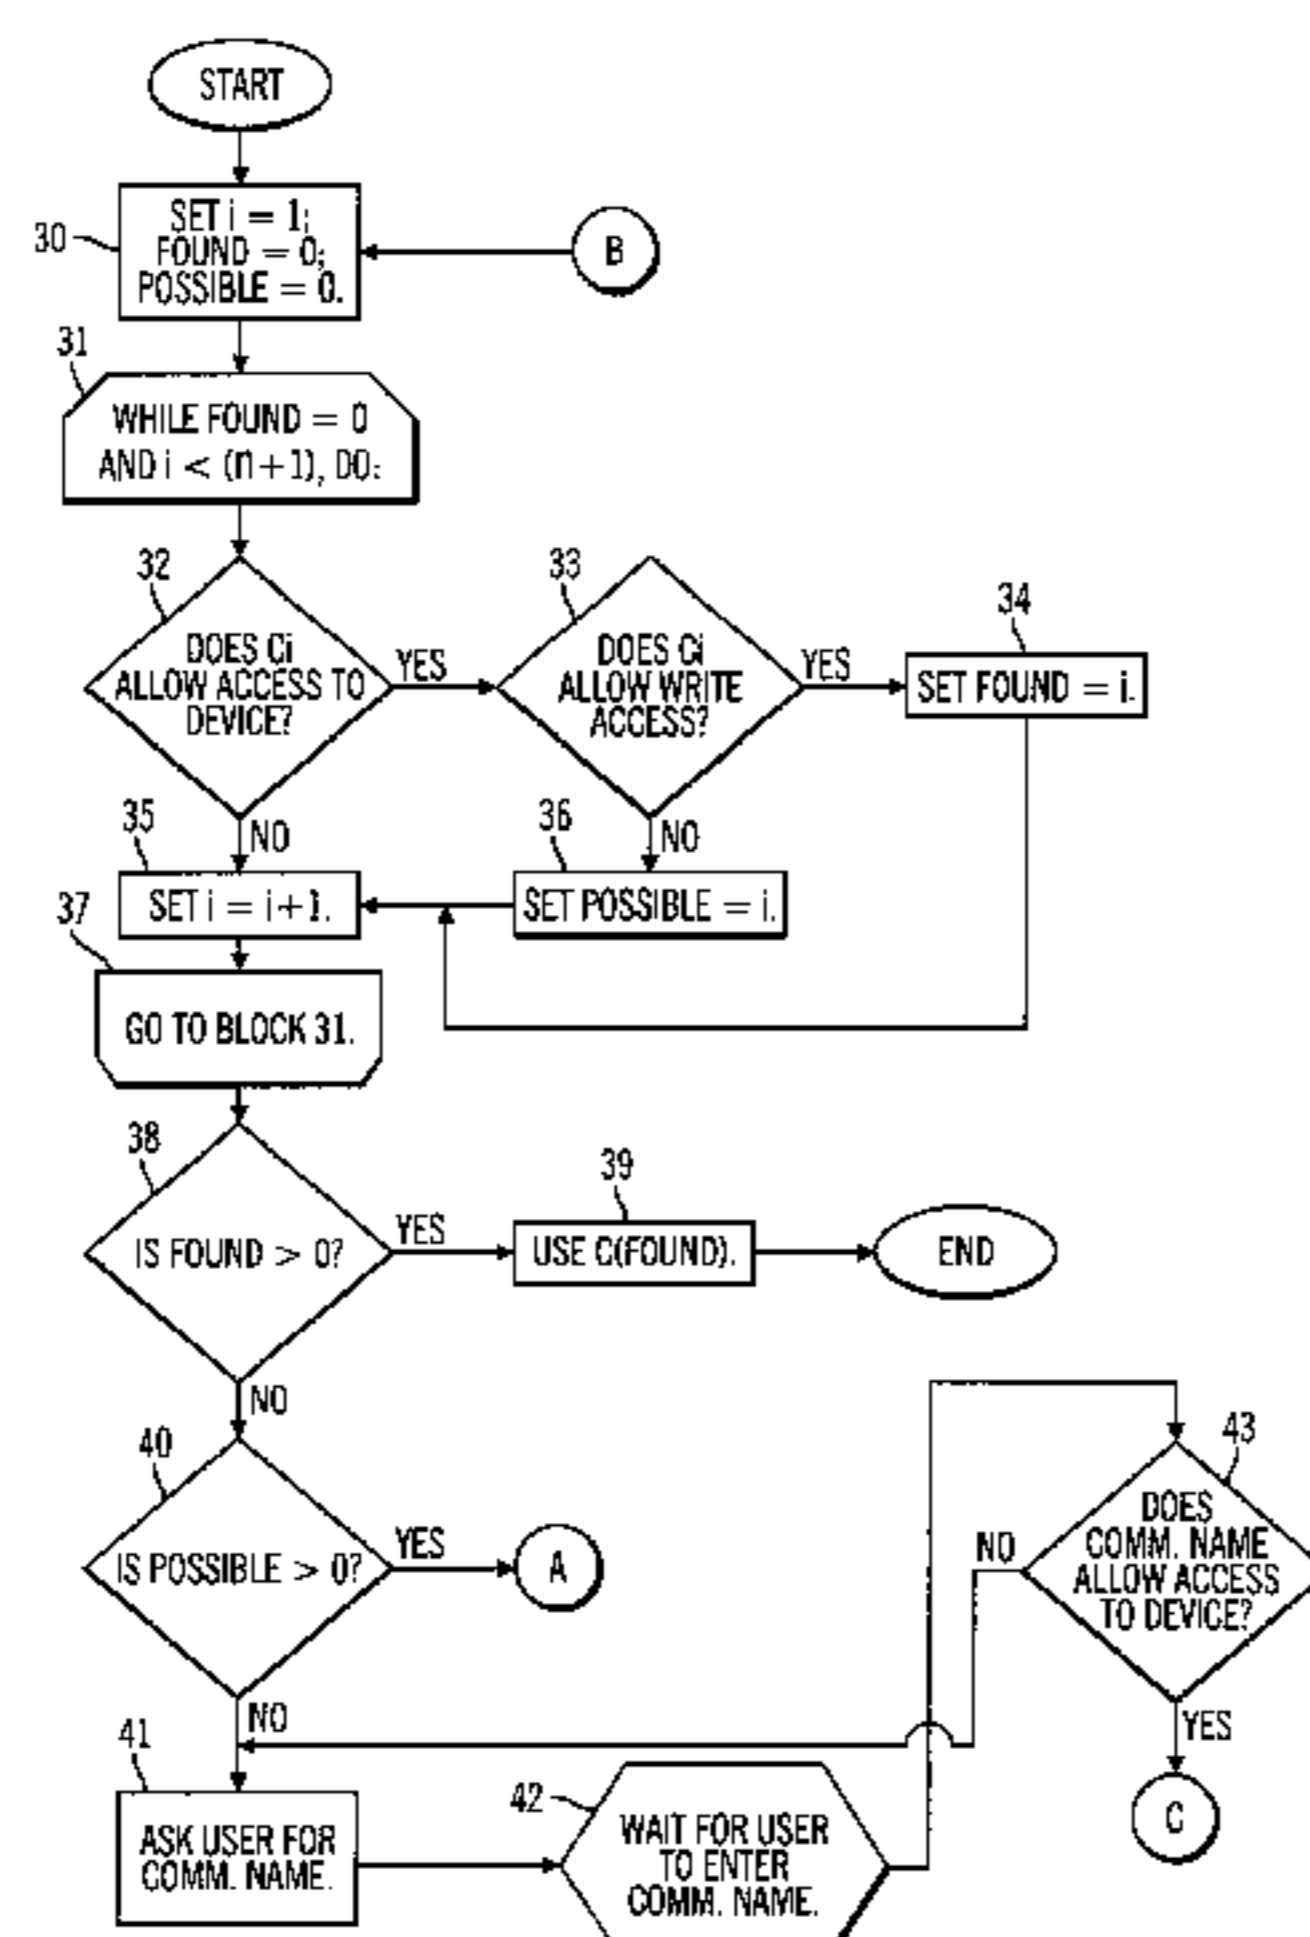 START
30
SET i = 1;
FOUND = 0;
POSSIBLE = 0.
B
31
WHILE FOUND = 0
AND i < (n+1), DO:
32
DOES Ci
ALLOW ACCESS TO
DEVICE?
YES
NO
33
DOES Ci
ALLOW WRITE
ACCESS?
YES
NO
34
SET FOUND = i.
35
SET i = i+1.
36
SET POSSIBLE = i.
37
GO TO BLOCK 31.
38
IS FOUND > 0?
YES
NO
39
USE C(FOUND).
END
40
IS POSSIBLE > 0?
YES
NO
A
43
DOES
COMM. NAME
ALLOW ACCESS
TO DEVICE?
NO
YES
C
41
ASK USER FOR
COMM. NAME.
42
WAIT FOR USER
TO ENTER
COMM. NAME.